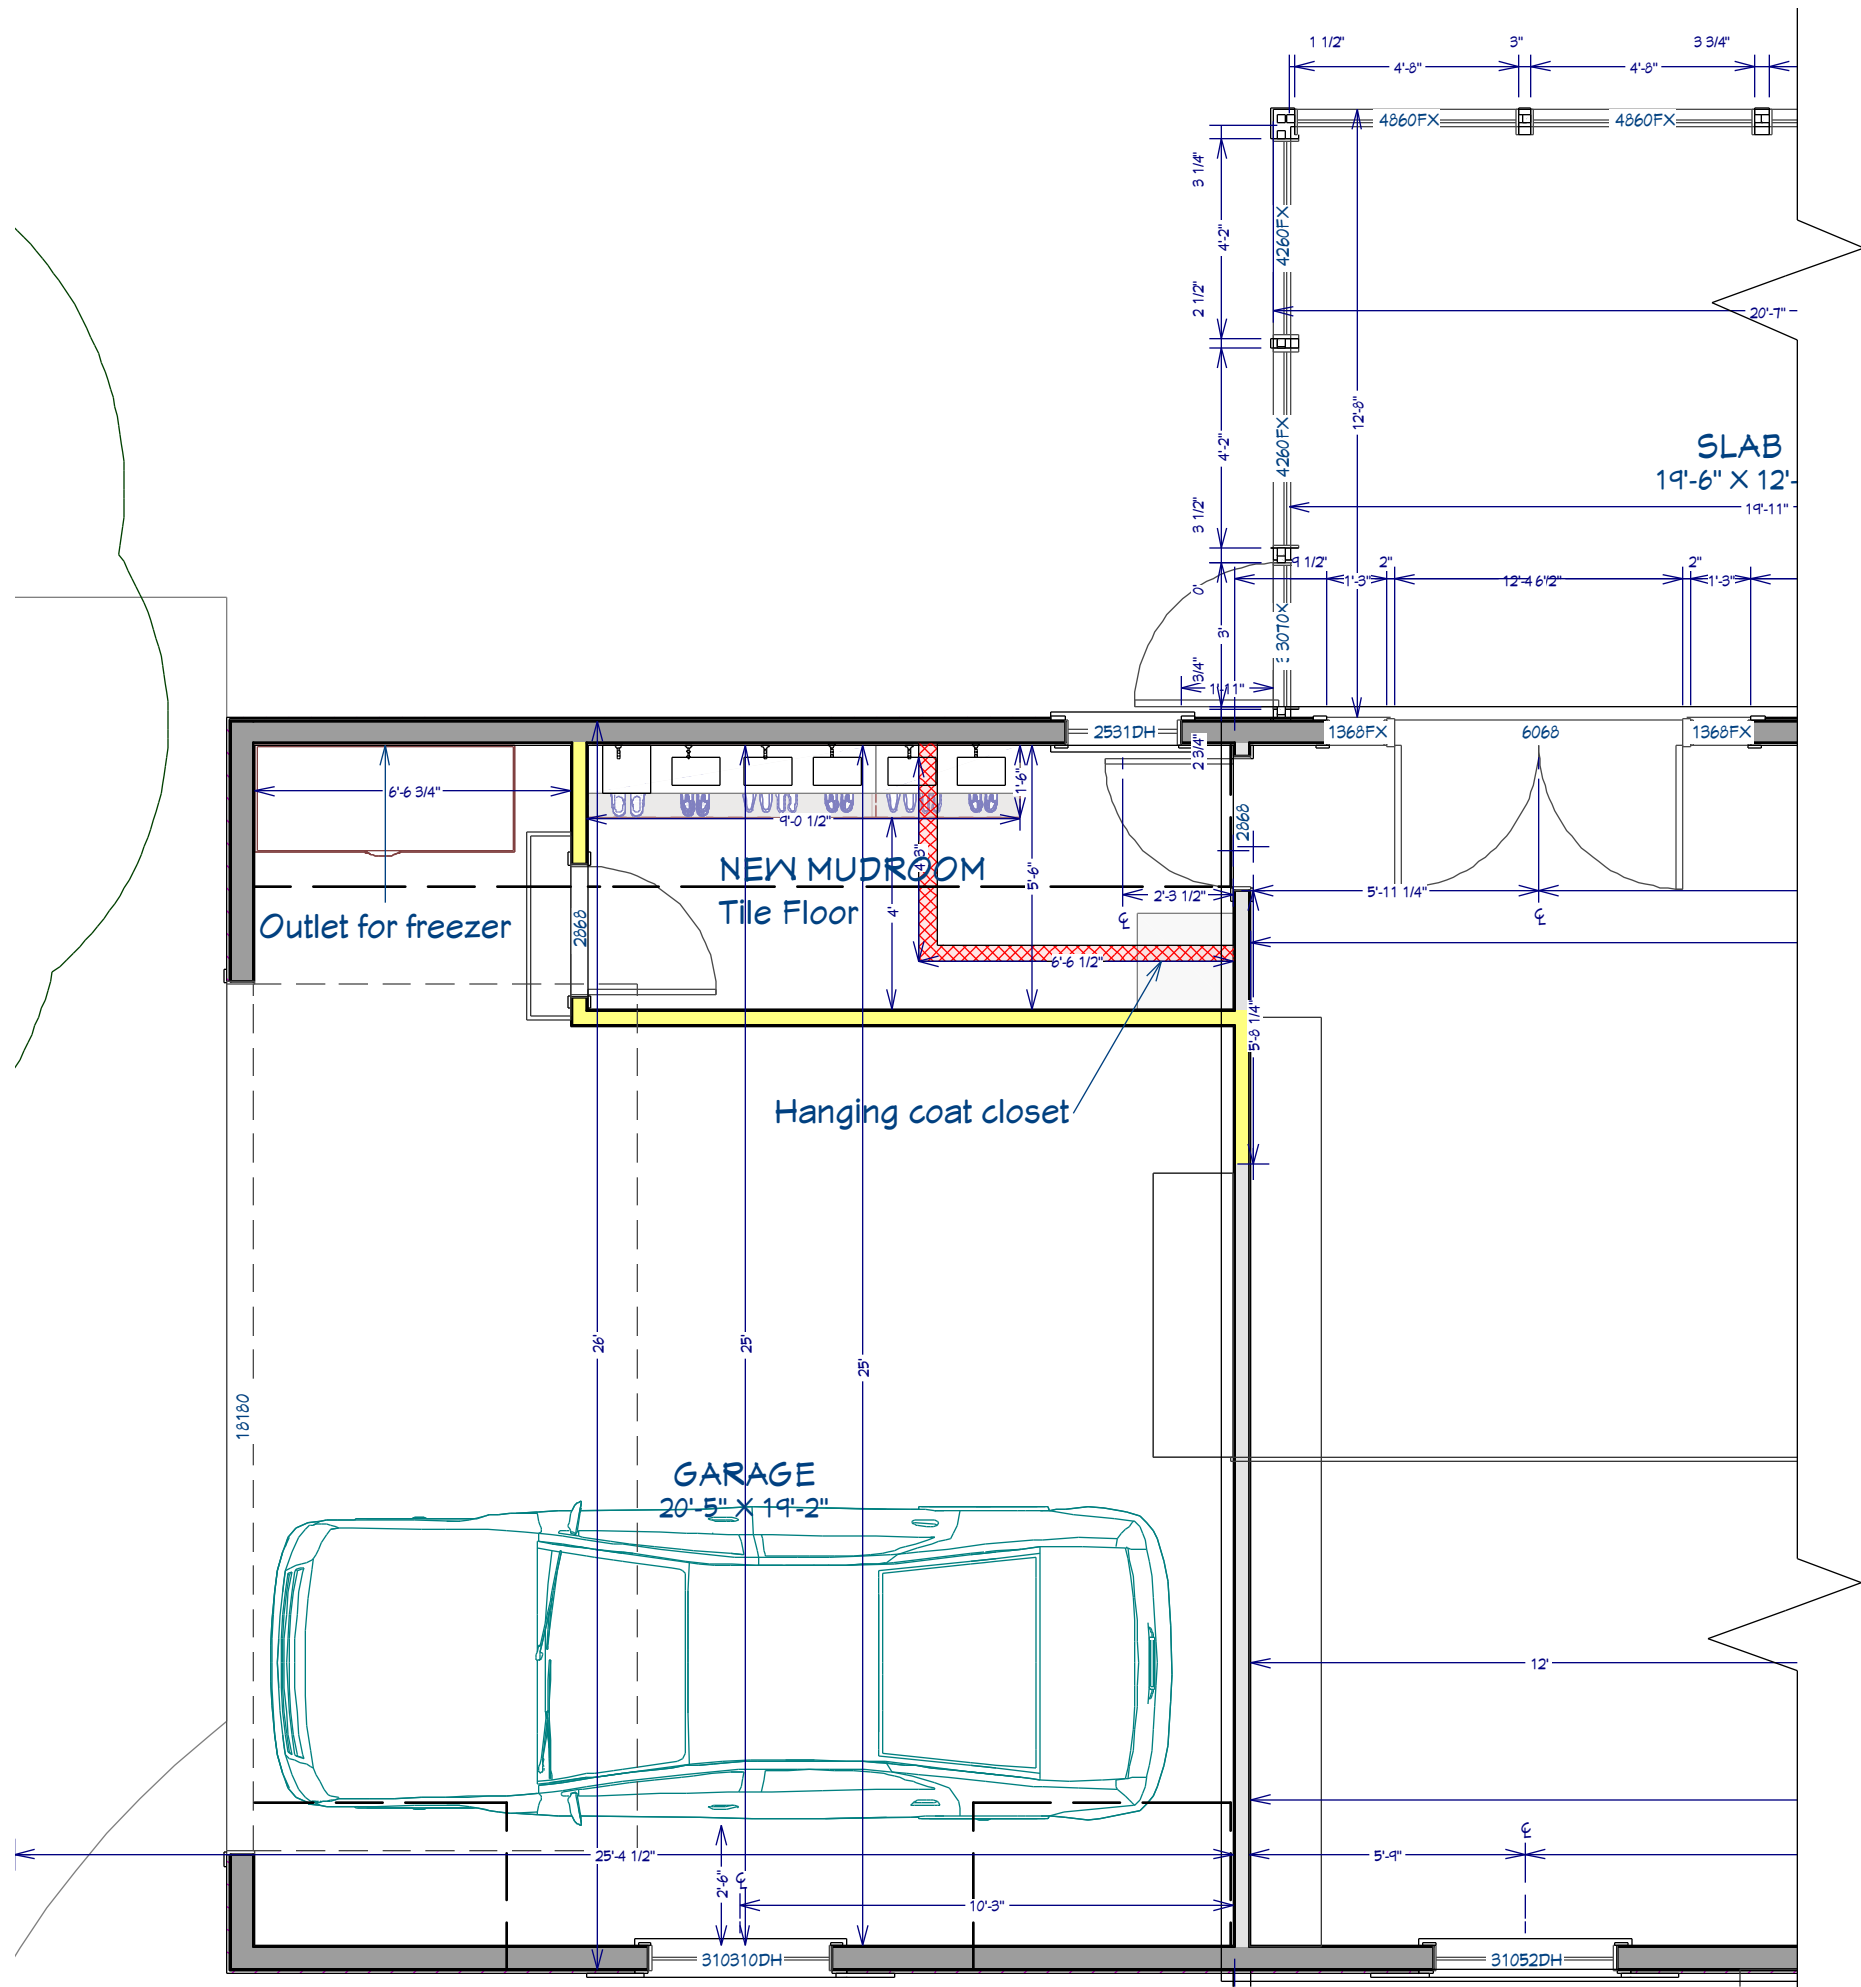 1 1/2"
3"
3 3/4"
4'-8"
4'-8"
4860FX
4860FX
3 1/4"
4'-2"
4260FX
2 1/2"
20'-7"
12'-8"
4'-2"
4260FX
SLAB
19'-6" X 12'-
19'-11"
3 1/2"
9 1/2"
2"
2"
1'-3"
1'-3"
0'
3'
3070X
3/4"
1'-11"
2531DH
1368FX
6068
1368FX
2 3/4"
6'-6 3/4"
1'-6"
9'-0 1/2"
2868
NEW MUDROOM
Tile Floor
5'-6"
4'
2'-3 1/2"
5'-11 1/4"
Outlet for freezer
2868
6'-6 1/2"
5'-8 1/4"
Hanging coat closet
26'
25'
25'
18180
GARAGE
20'-5" X 19'-2"
12'
25'-4 1/2"
5'-9"
2'-6"
10'-3"
310310DH
31052DH